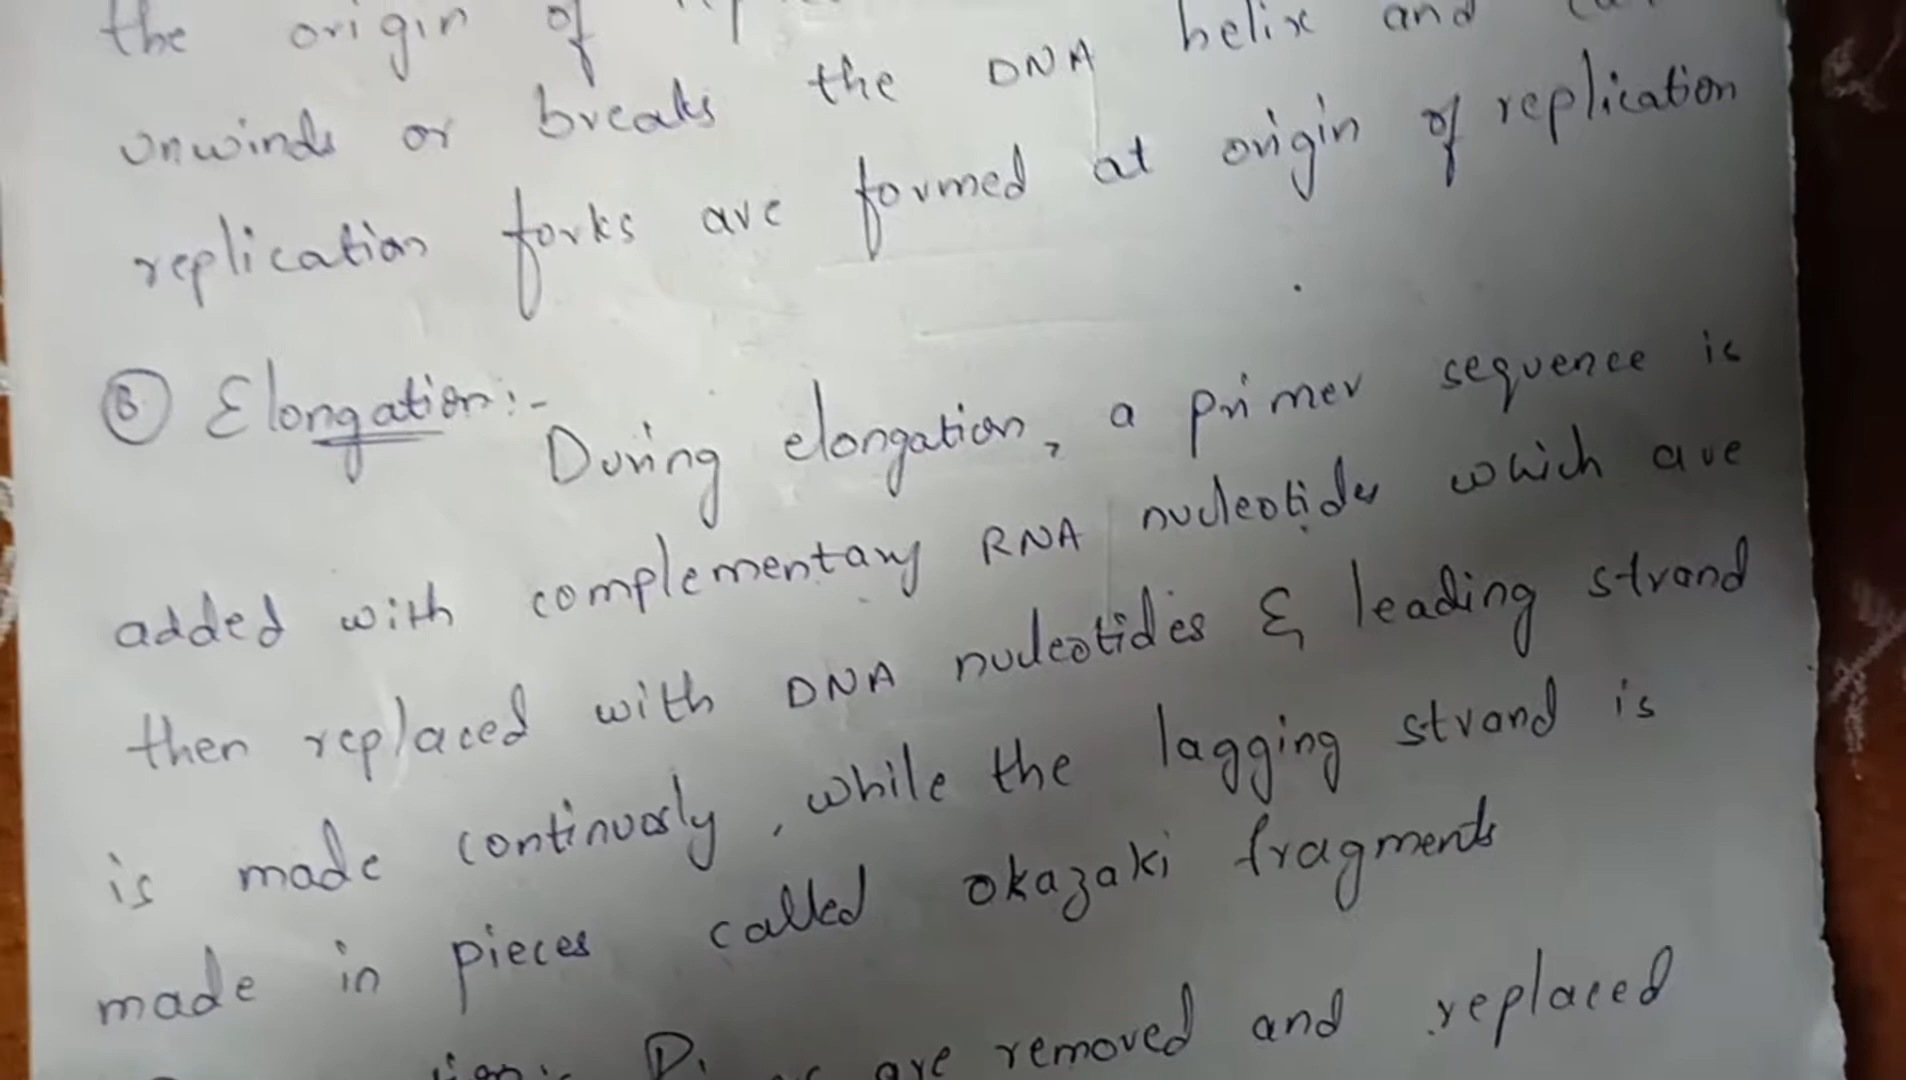 the origin of
unwinds or breaks the DNA helix and
replication forks are formed at origin of replication
③ Elongation:-
During elongation, a primer sequence is
added with complementary RNA nucleotides which are
then replaced with DNA nucleotides & leading strand
is made continuosly, while the lagging strand is
made in pieces called okazaki fragments
are removed and replaced